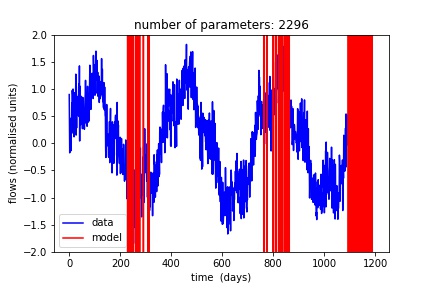 number of parameters: 2296
flows (normalised units)
2.0
1.5
1.0
0.5
0.0
−0.5
−1.0
−1.5
−2.0
data
model
0 200 400 600 800 1000 1200
time (days)